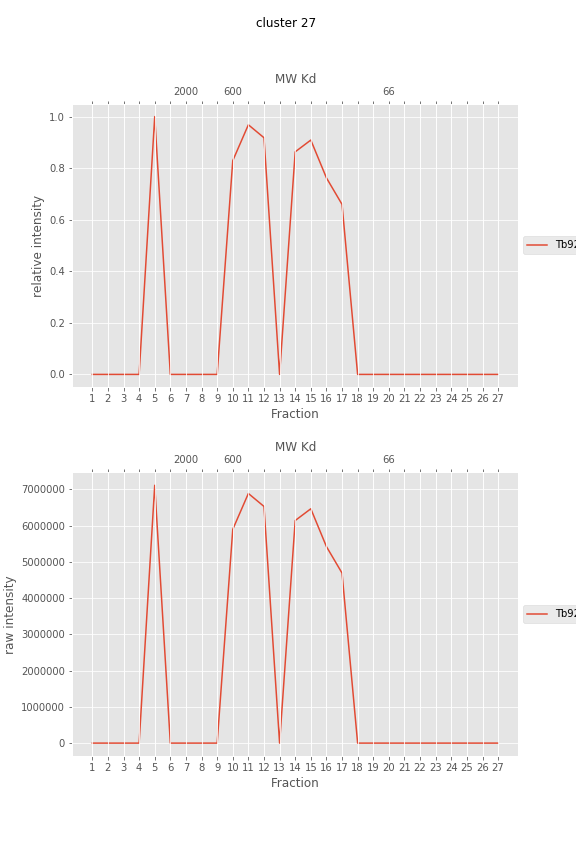 cluster 27
MW Kd
2000 600 66
1.0
0.8
0.6
0.4
0.2
0.0
relative intensity
Tb92
1 2 3 4 5 6 7 8 9 10 11 12 13 14 15 16 17 18 19 20 21 22 23 24 25 26 27
Fraction
MW Kd
2000 600 66
7000000
6000000
5000000
4000000
3000000
2000000
1000000
0
raw intensity
Tb92
1 2 3 4 5 6 7 8 9 10 11 12 13 14 15 16 17 18 19 20 21 22 23 24 25 26 27
Fraction